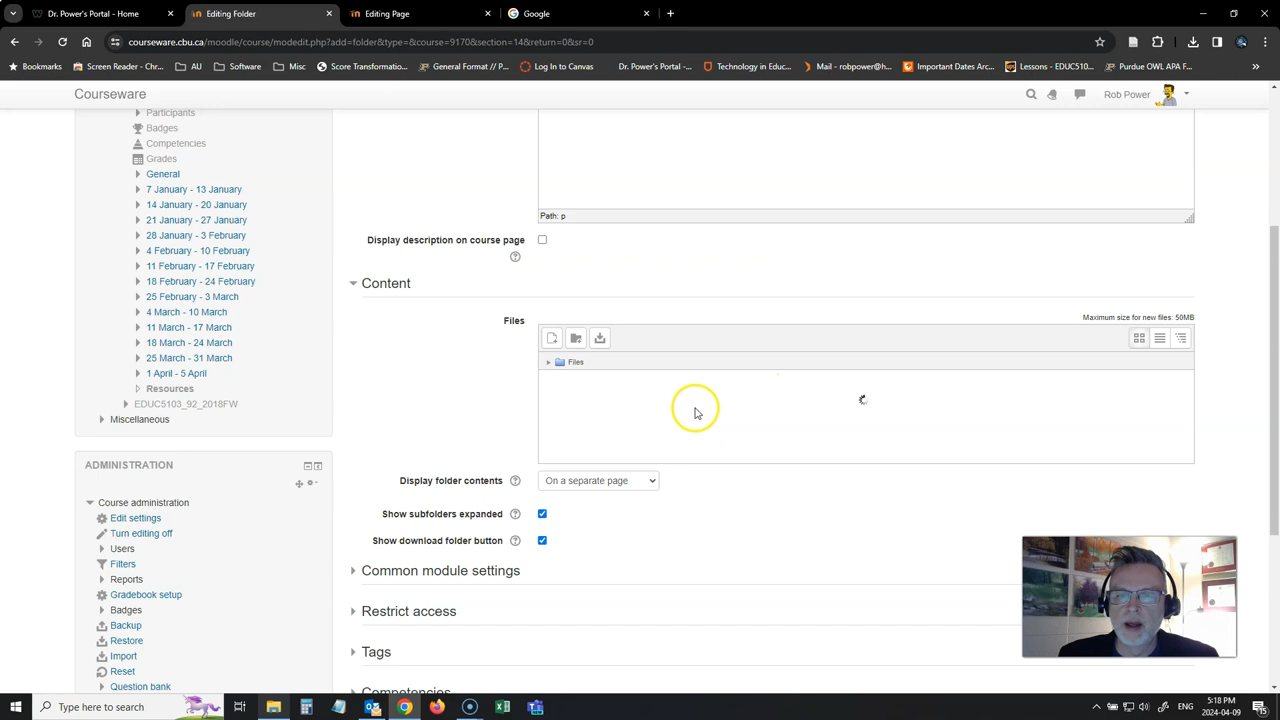 Dr. Power's Portal - Home
Editing Folder
Editing Page
Google
courseware.cbu.ca/moodle/course/modedit.php?add=folder&type=&course=9170&section=14&return=0&sr=0
Bookmarks
Screen Reader - Chr...
AU
Software
Misc
Score Transformatio...
General Format // P...
Log In to Canvas
Dr. Power's Portal -...
Technology in Educ...
Mail - robpower@h...
Important Dates Arc...
Lessons - EDUC510...
Purdue OWL APA F...
Courseware
Rob Power
Participants
Badges
Competencies
Grades
General
7 January - 13 January
14 January - 20 January
21 January - 27 January
28 January - 3 February
4 February - 10 February
11 February - 17 February
18 February - 24 February
25 February - 3 March
4 March - 10 March
11 March - 17 March
18 March - 24 March
25 March - 31 March
1 April - 5 April
Resources
EDUC5103_92_2018FW
Miscellaneous
ADMINISTRATION
Course administration
Edit settings
Turn editing off
Users
Filters
Reports
Gradebook setup
Badges
Backup
Restore
Import
Reset
Question bank
Path: p
Display description on course page
Content
Files
Maximum size for new files: 50MB
Files
Display folder contents
On a separate page
Show subfolders expanded
Show download folder button
Common module settings
Restrict access
Tags
Competencies
Type here to search
ENG
5:18 PM
2024-04-09
15